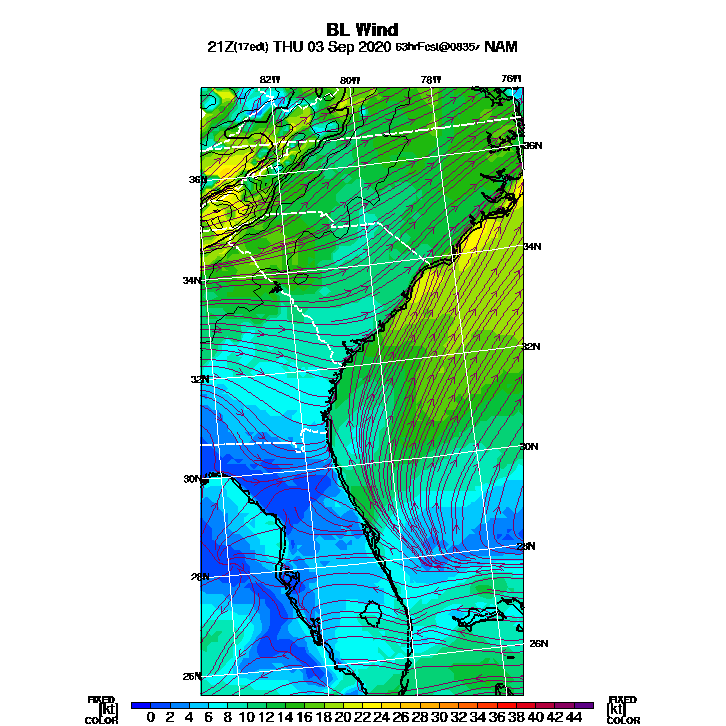 BL Wind
21Z(17edt) THU 03 Sep 2020 63hrFcst@0835z NAM
82W 80W 78W 76W
36N
36N
34N
34N
32N
32N
30N
30N
28N
28N
26N
26N
FIXED FIXED
[kt] 0 2 4 6 8 10 12 14 16 18 20 22 24 26 28 30 32 34 36 38 40 42 44 [kt]
COLOR COLOR